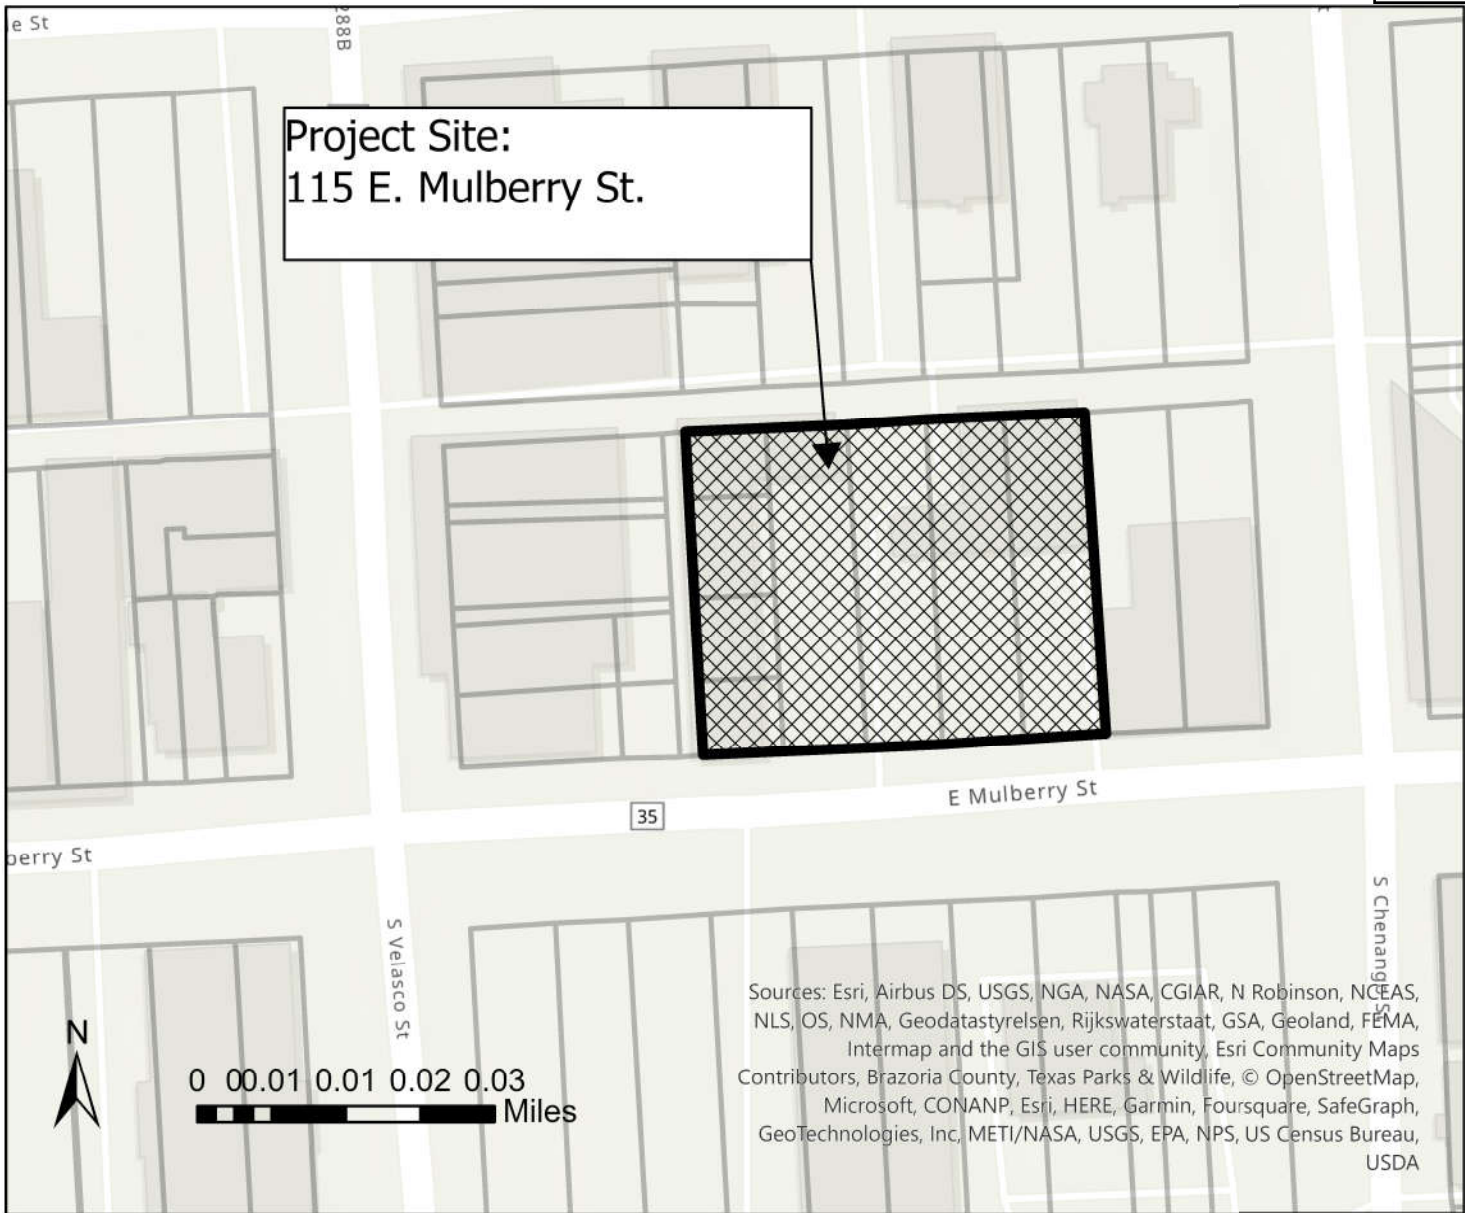 le St
288B
Project Site:
115 E. Mulberry St.
35
E Mulberry St
berry St
S Velasco St
S Chenango St
N
0 00.01 0.01 0.02 0.03
Miles
Sources: Esri, Airbus DS, USGS, NGA, NASA, CGIAR, N Robinson, NCEAS,
NLS, OS, NMA, Geodatastyrelsen, Rijkswaterstaat, GSA, Geoland, FEMA,
Intermap and the GIS user community, Esri Community Maps
Contributors, Brazoria County, Texas Parks & Wildlife, © OpenStreetMap,
Microsoft, CONANP, Esri, HERE, Garmin, Foursquare, SafeGraph,
GeoTechnologies, Inc, METI/NASA, USGS, EPA, NPS, US Census Bureau,
USDA